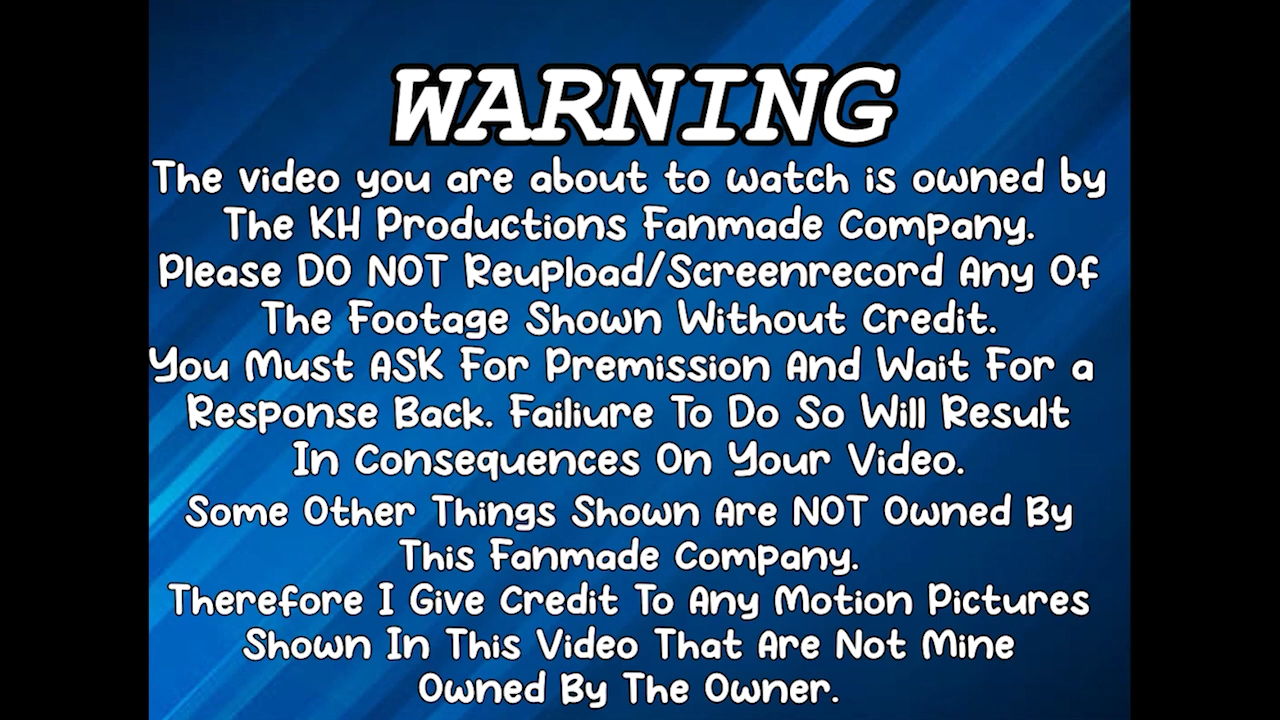 WARNING
The video you are about to watch is owned by
The KH Productions Fanmade Company.
Please DO NOT Reupload/Screenrecord Any Of
The Footage Shown Without Credit.
You Must ASK For Premission And Wait For a
Response Back. Failiure To Do So Will Result
In Consequences On Your Video.
Some Other Things Shown Are NOT Owned By
This Fanmade Company.
Therefore I Give Credit To Any Motion Pictures
Shown In This Video That Are Not Mine
Owned By The Owner.